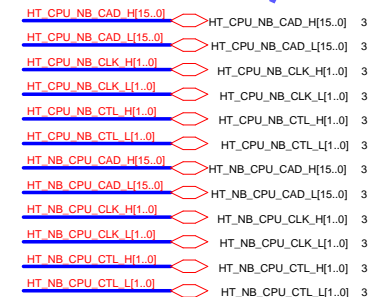 HT_CPU_NB_CAD_H[15..0] HT_CPU_NB_CAD_H[15..0] 3
HT_CPU_NB_CAD_L[15..0] HT_CPU_NB_CAD_L[15..0] 3
HT_CPU_NB_CLK_H[1..0] HT_CPU_NB_CLK_H[1..0] 3
HT_CPU_NB_CLK_L[1..0] HT_CPU_NB_CLK_L[1..0] 3
HT_CPU_NB_CTL_H[1..0] HT_CPU_NB_CTL_H[1..0] 3
HT_CPU_NB_CTL_L[1..0] HT_CPU_NB_CTL_L[1..0] 3
HT_NB_CPU_CAD_H[15..0] HT_NB_CPU_CAD_H[15..0] 3
HT_NB_CPU_CAD_L[15..0] HT_NB_CPU_CAD_L[15..0] 3
HT_NB_CPU_CLK_H[1..0] HT_NB_CPU_CLK_H[1..0] 3
HT_NB_CPU_CLK_L[1..0] HT_NB_CPU_CLK_L[1..0] 3
HT_NB_CPU_CTL_H[1..0] HT_NB_CPU_CTL_H[1..0] 3
HT_NB_CPU_CTL_L[1..0] HT_NB_CPU_CTL_L[1..0] 3